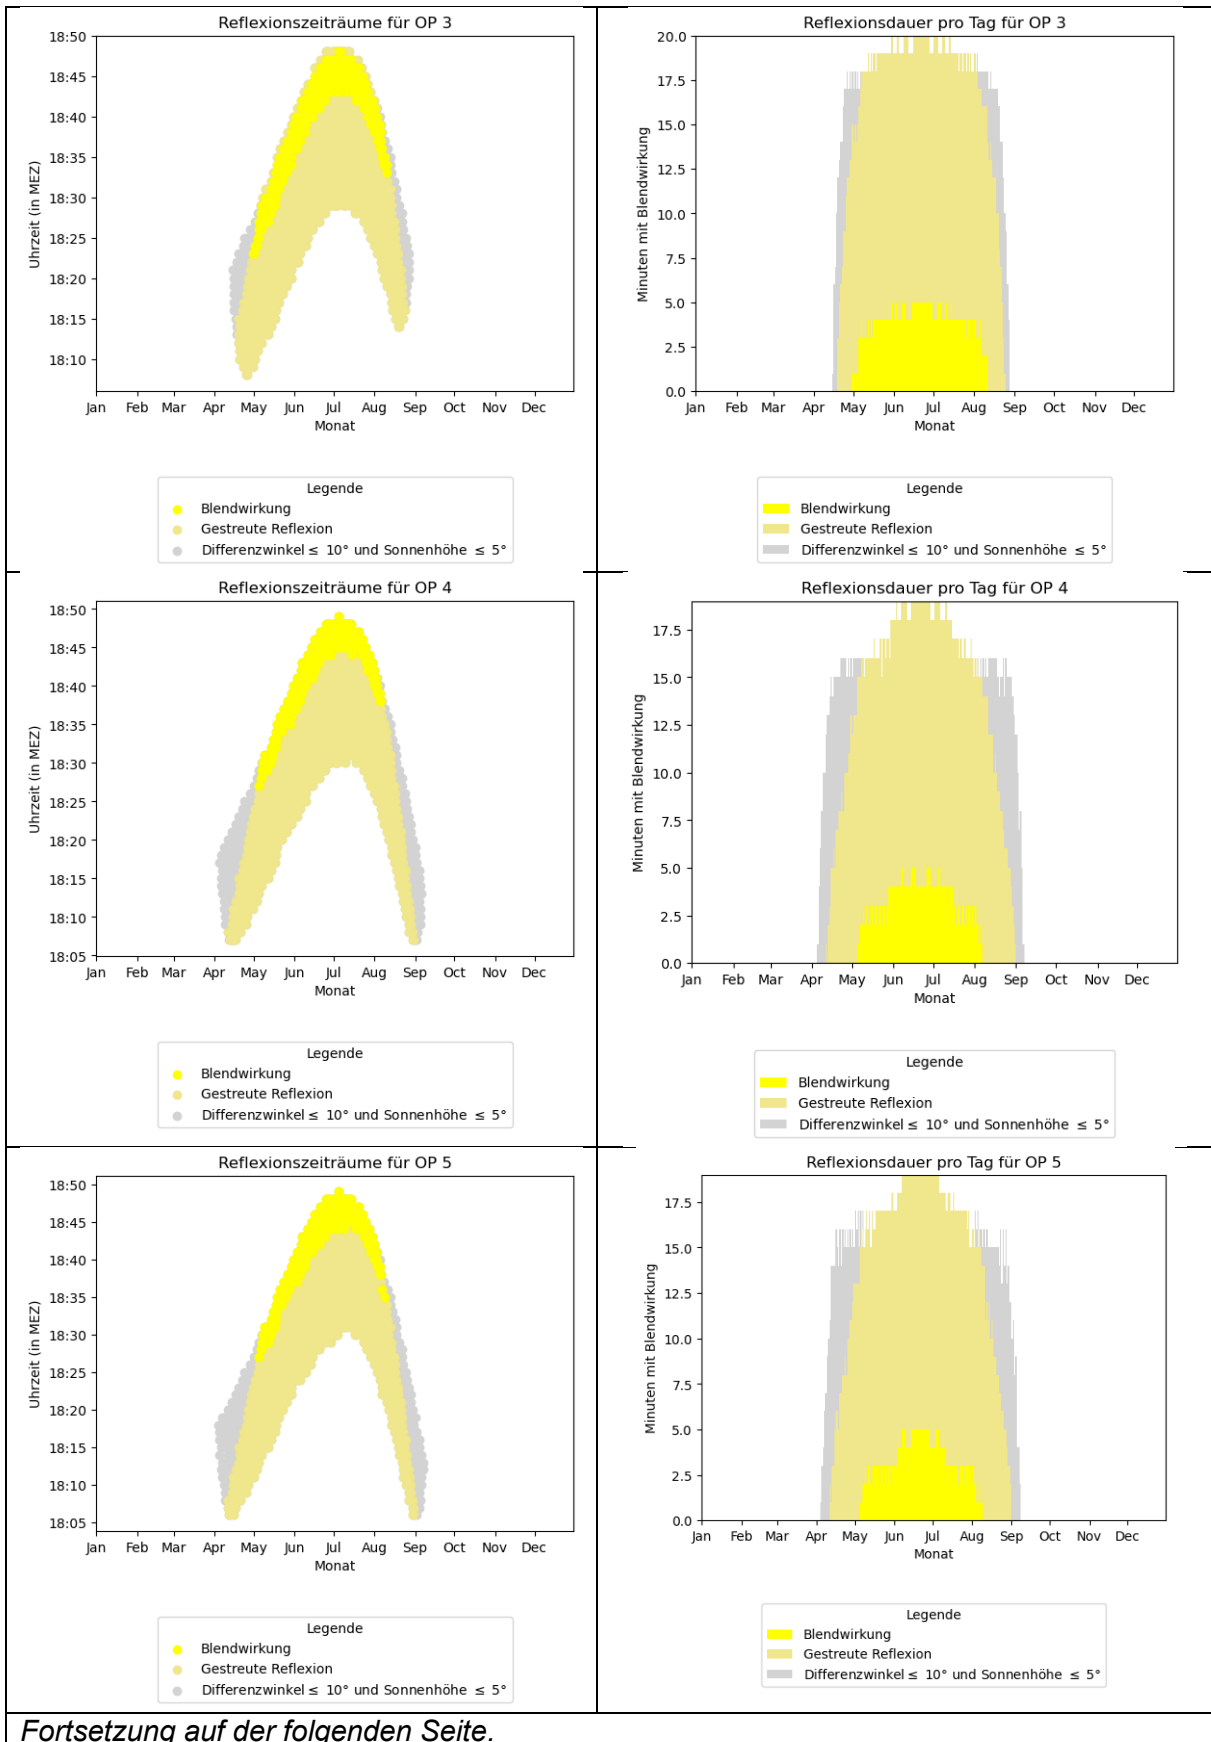 Reflexionszeiträume für OP 3
Uhrzeit (in MEZ)
18:50
18:45
18:40
18:35
18:30
18:25
18:20
18:15
18:10
Jan Feb Mar Apr May Jun Jul Aug Sep Oct Nov Dec
Monat
Legende
Blendwirkung
Gestreute Reflexion
Differenzwinkel ≤ 10° und Sonnenhöhe ≤ 5°
Reflexionsdauer pro Tag für OP 3
Minuten mit Blendwirkung
20.0
17.5
15.0
12.5
10.0
7.5
5.0
2.5
0.0
Jan Feb Mar Apr May Jun Jul Aug Sep Oct Nov Dec
Monat
Legende
Blendwirkung
Gestreute Reflexion
Differenzwinkel ≤ 10° und Sonnenhöhe ≤ 5°
Reflexionszeiträume für OP 4
Uhrzeit (in MEZ)
18:50
18:45
18:40
18:35
18:30
18:25
18:20
18:15
18:10
18:05
Jan Feb Mar Apr May Jun Jul Aug Sep Oct Nov Dec
Monat
Legende
Blendwirkung
Gestreute Reflexion
Differenzwinkel ≤ 10° und Sonnenhöhe ≤ 5°
Reflexionsdauer pro Tag für OP 4
Minuten mit Blendwirkung
17.5
15.0
12.5
10.0
7.5
5.0
2.5
0.0
Jan Feb Mar Apr May Jun Jul Aug Sep Oct Nov Dec
Monat
Legende
Blendwirkung
Gestreute Reflexion
Differenzwinkel ≤ 10° und Sonnenhöhe ≤ 5°
Reflexionszeiträume für OP 5
Uhrzeit (in MEZ)
18:50
18:45
18:40
18:35
18:30
18:25
18:20
18:15
18:10
18:05
Jan Feb Mar Apr May Jun Jul Aug Sep Oct Nov Dec
Monat
Legende
Blendwirkung
Gestreute Reflexion
Differenzwinkel ≤ 10° und Sonnenhöhe ≤ 5°
Reflexionsdauer pro Tag für OP 5
Minuten mit Blendwirkung
17.5
15.0
12.5
10.0
7.5
5.0
2.5
0.0
Jan Feb Mar Apr May Jun Jul Aug Sep Oct Nov Dec
Monat
Legende
Blendwirkung
Gestreute Reflexion
Differenzwinkel ≤ 10° und Sonnenhöhe ≤ 5°
Fortsetzung auf der folgenden Seite.